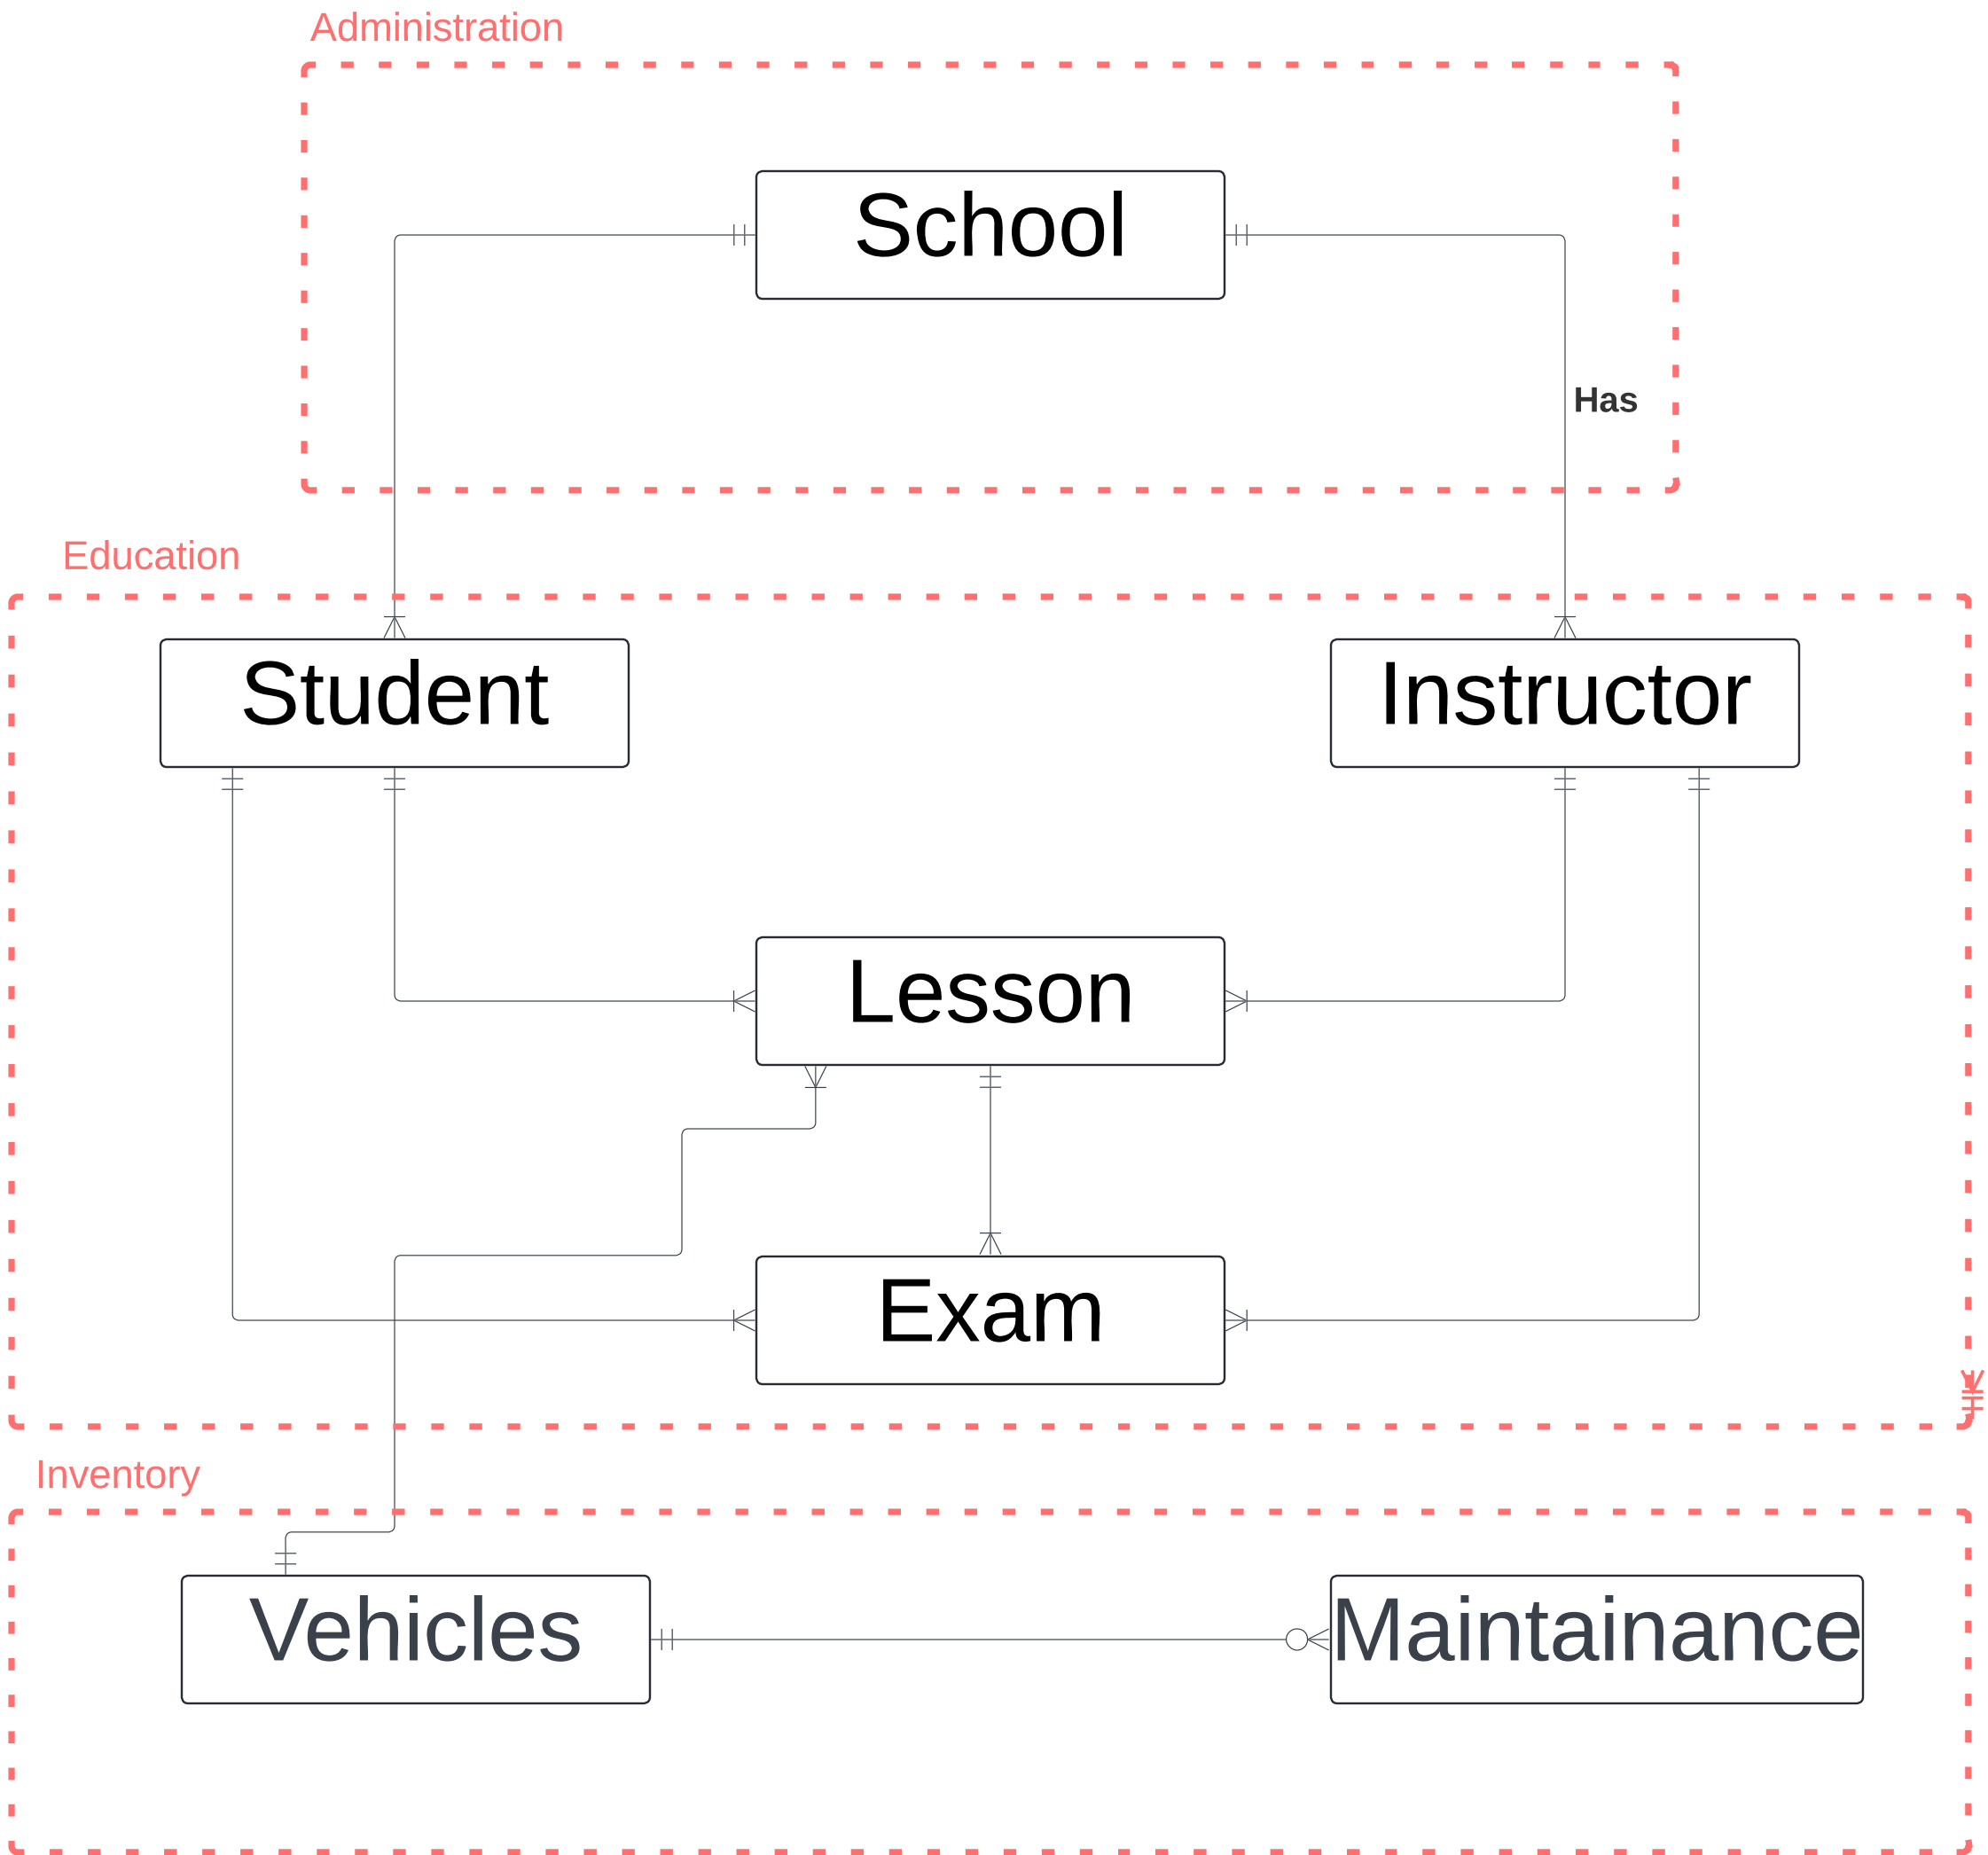 Administration
School
Has
Education
Student
Instructor
Lesson
Exam
Inventory
Vehicles
Maintainance